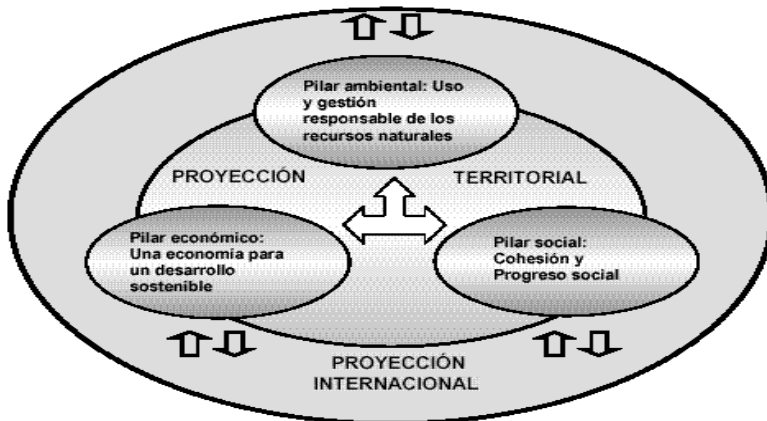 Pilar ambiental: Uso
y gestión
responsable de los
recursos naturales
PROYECCIÓN
TERRITORIAL
Pilar económico:
Una economía para
un desarrollo
sostenible
Pilar social:
Cohesión y
Progreso social
PROYECCIÓN
INTERNACIONAL